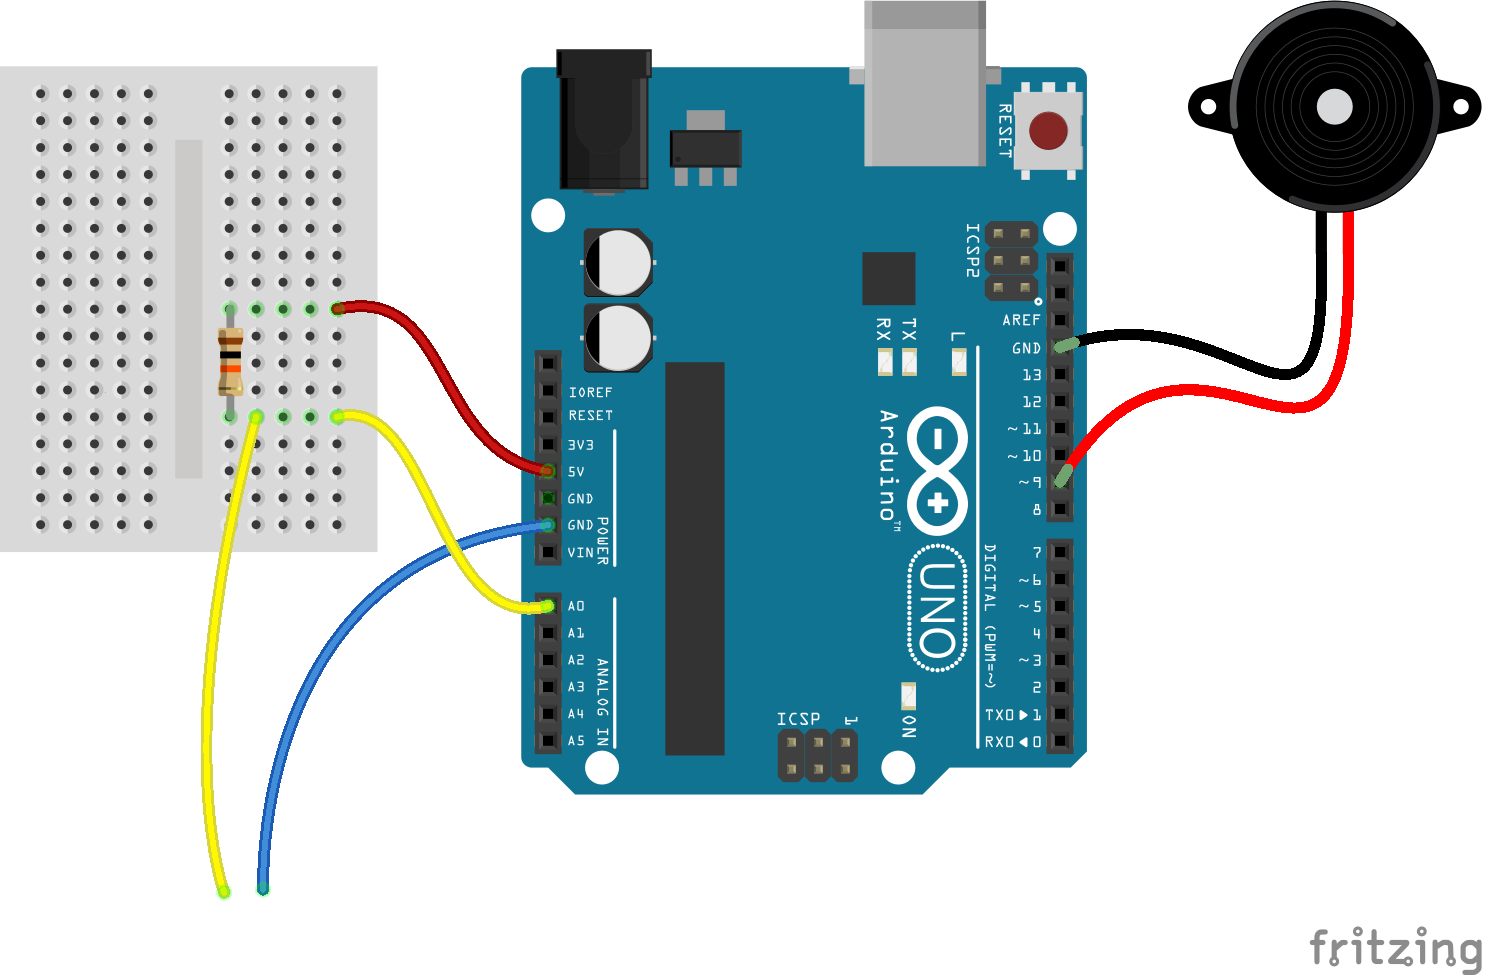 RESET
ICSP2
AREF
GND
13
12
~11
~10
~9
8
7
~6
~5
4
~3
2
TX0▶1
RX0◀0
DIGITAL (PWM=~)
RX
TX
L
Arduino™
UNO
ON
ICSP
1
IOREF
RESET
3V3
5V
GND
GND
VIN
POWER
A0
A1
A2
A3
A4
A5
ANALOG IN
fritzing